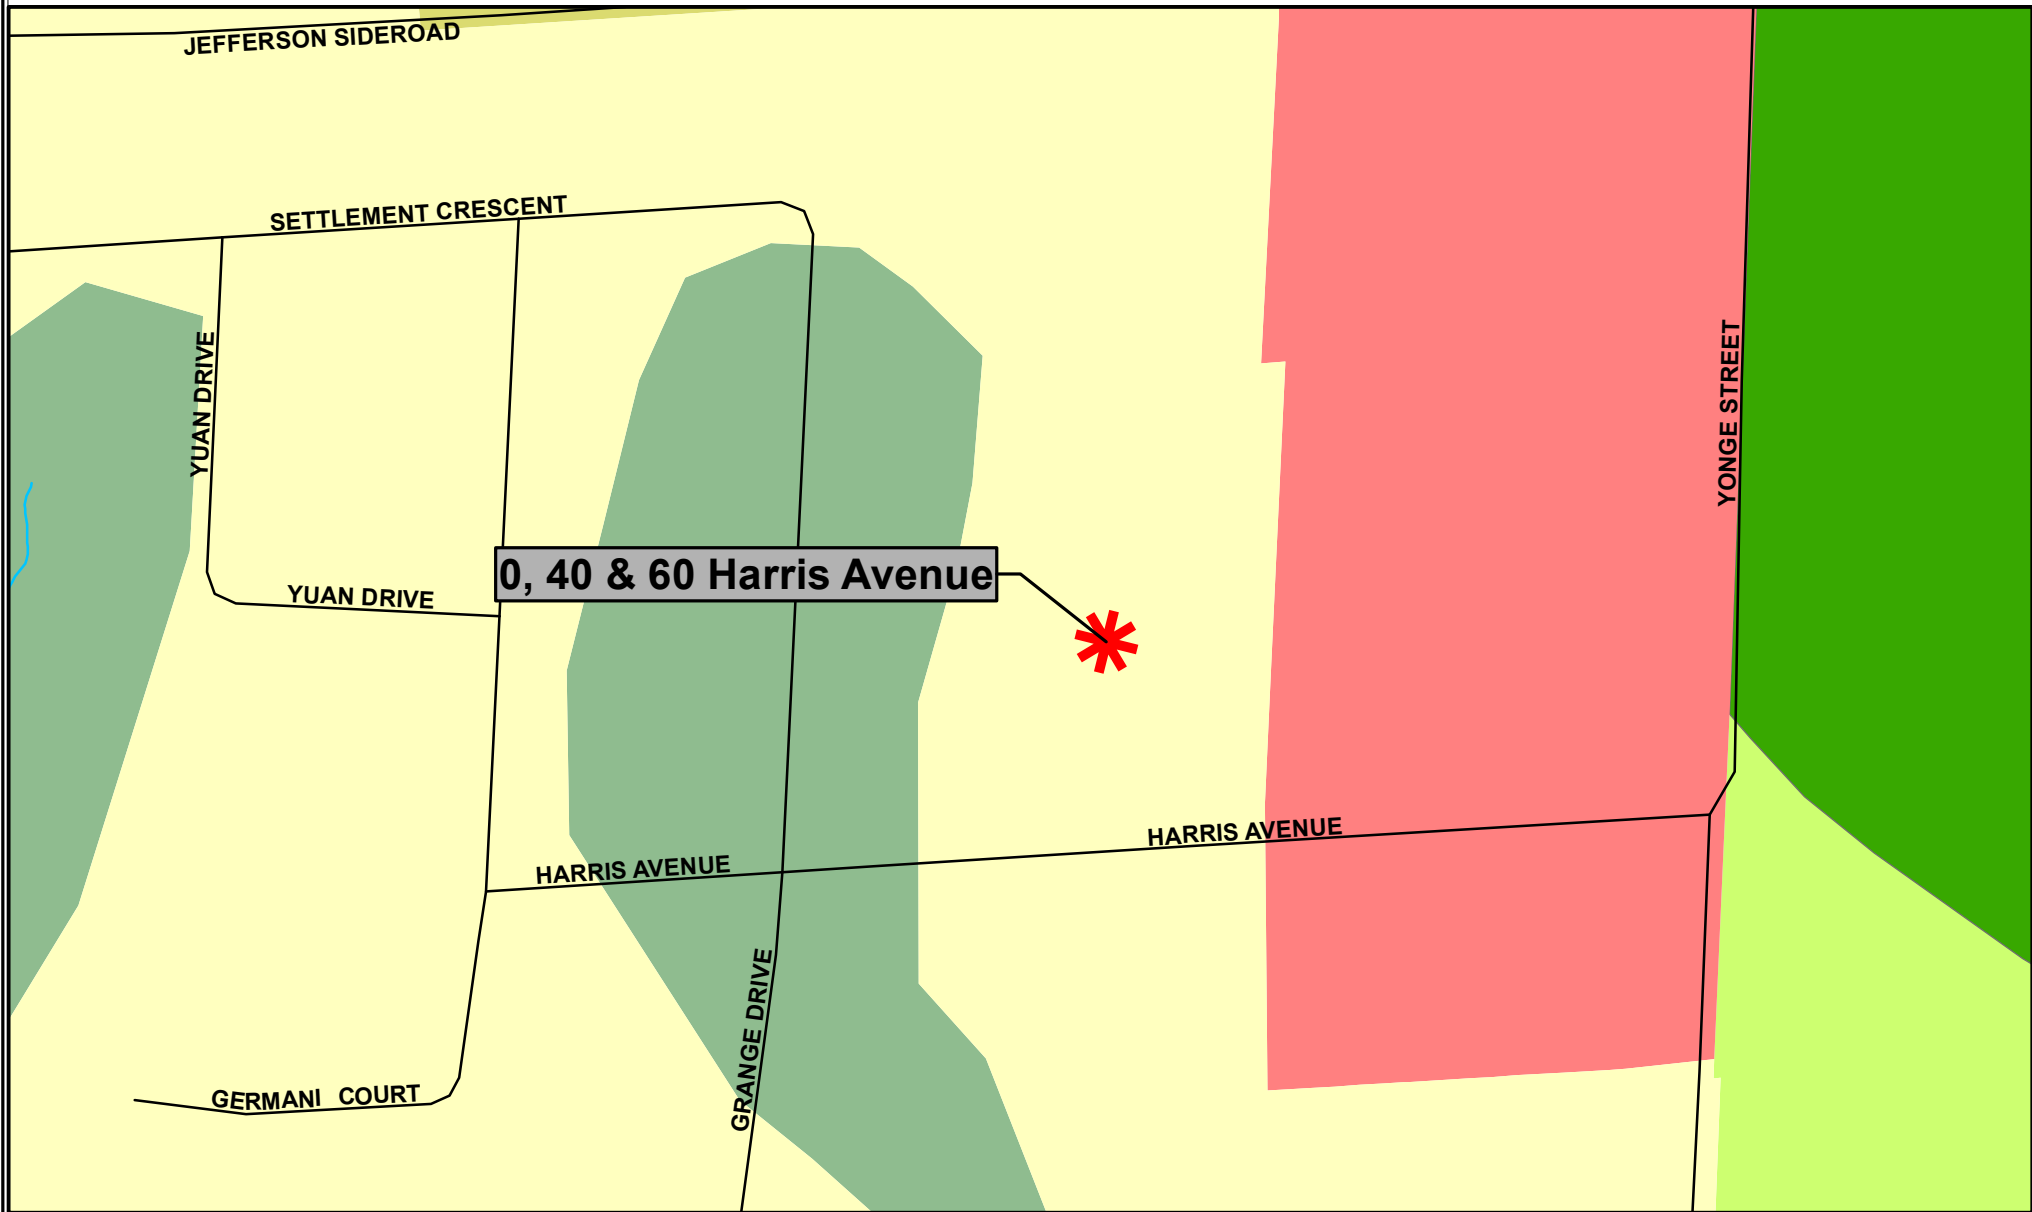 JEFFERSON SIDEROAD
SETTLEMENT CRESCENT
YUAN DRIVE
YONGE STREET
0, 40 & 60 Harris Avenue
YUAN DRIVE
HARRIS AVENUE
HARRIS AVENUE
GRANGE DRIVE
GERMANI COURT